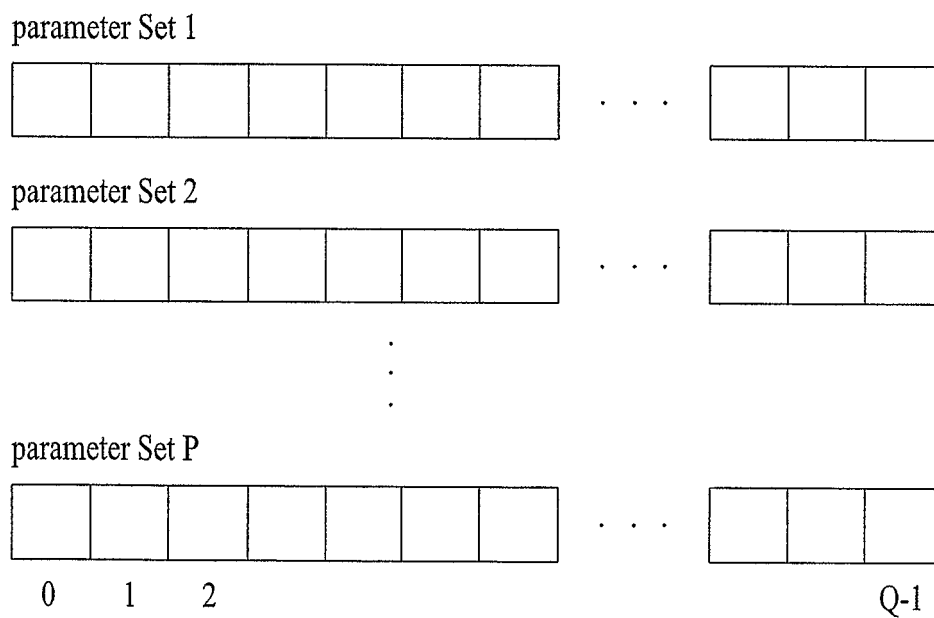 parameter Set 1
. . .
parameter Set 2
. . .
.
.
.
parameter Set P
. . .
0 1 2 Q-1